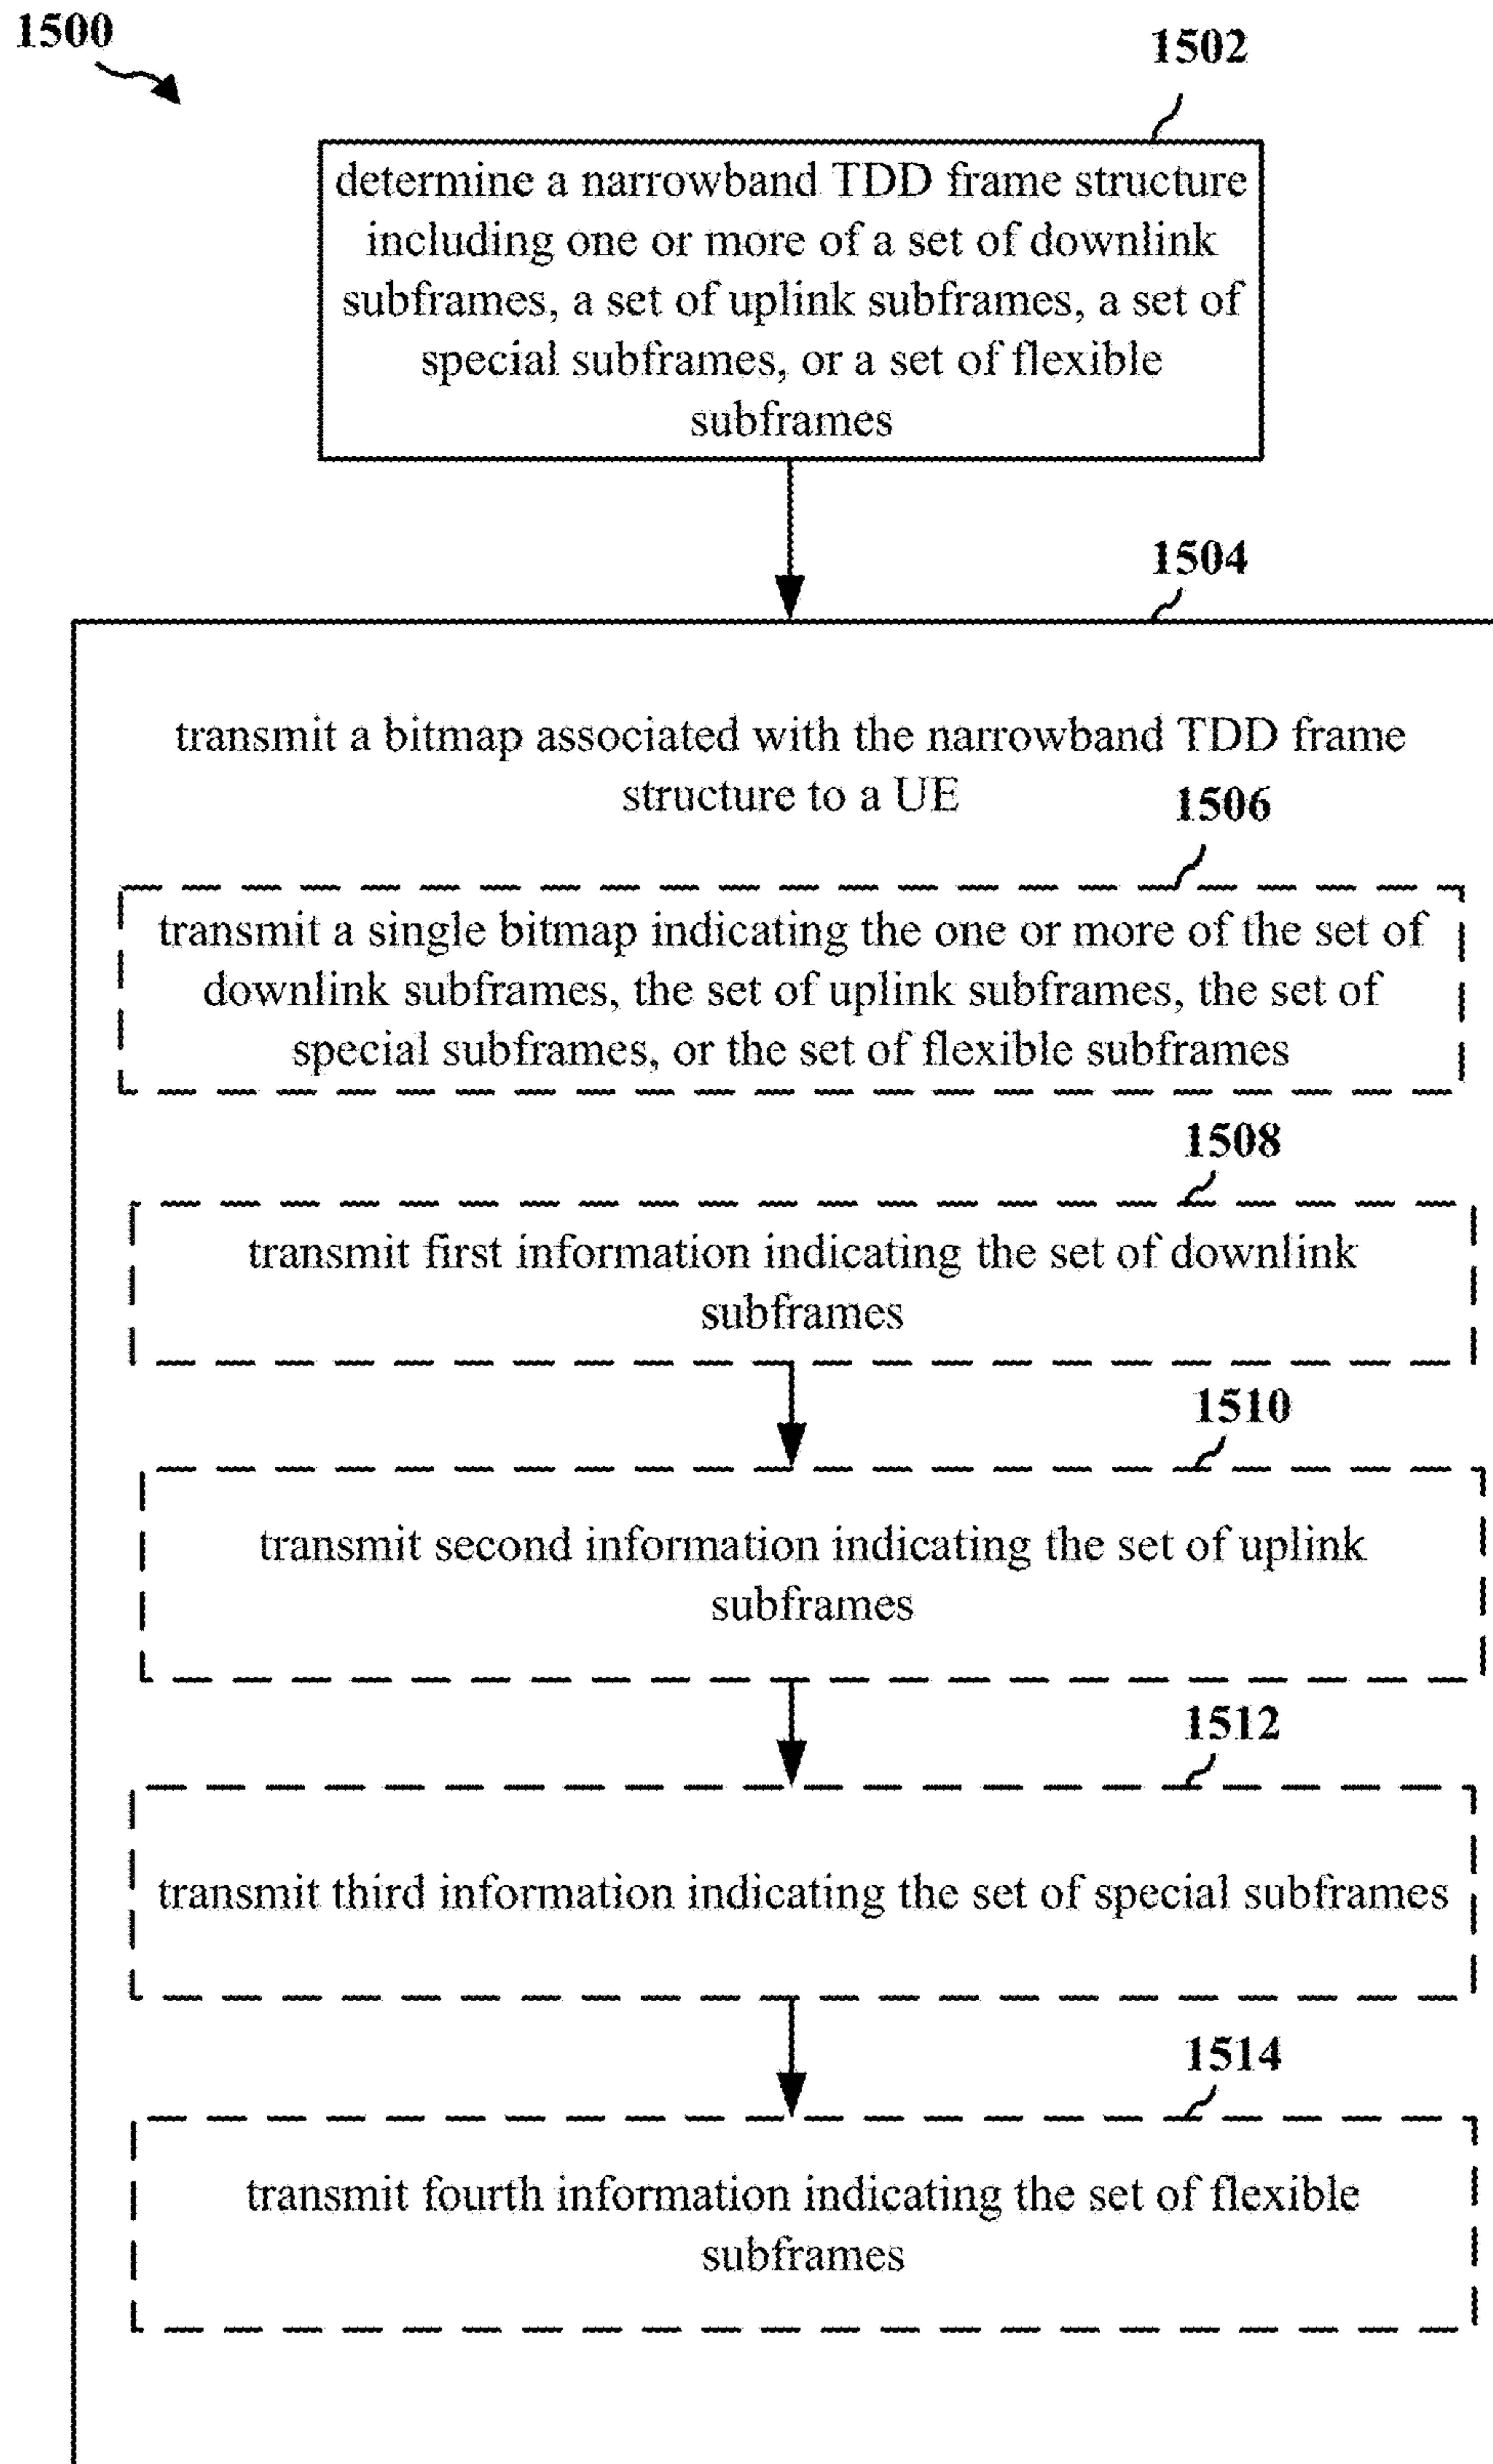 1500
1502
determine a narrowband TDD frame structure
including one or more of a set of downlink
subframes, a set of uplink subframes, a set of
special subframes, or a set of flexible
subframes
1504
transmit a bitmap associated with the narrowband TDD frame
structure to a UE
1506
transmit a single bitmap indicating the one or more of the set of
downlink subframes, the set of uplink subframes, the set of
special subframes, or the set of flexible subframes
1508
transmit first information indicating the set of downlink
subframes
1510
transmit second information indicating the set of uplink
subframes
1512
transmit third information indicating the set of special subframes
1514
transmit fourth information indicating the set of flexible
subframes